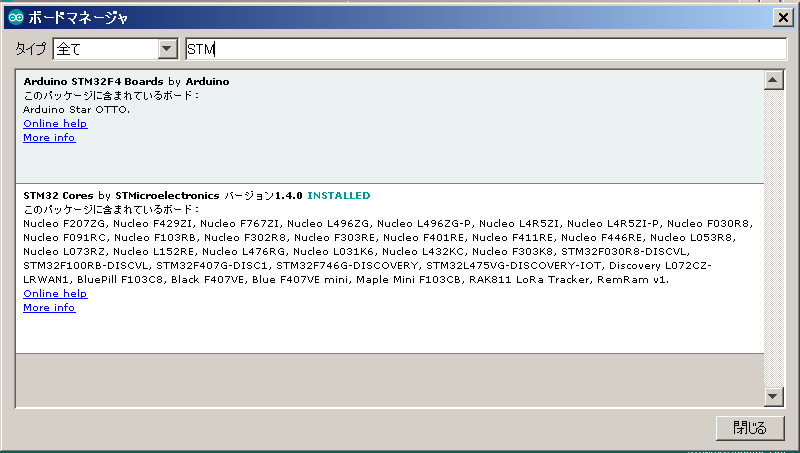 ボードマネージャ
タイプ 全て STM
Arduino STM32F4 Boards by Arduino
このパッケージに含まれているボード：
Arduino Star OTTO.
Online help
More info
STM32 Cores by STMicroelectronics バージョン1.4.0 INSTALLED
このパッケージに含まれているボード：
Nucleo F207ZG, Nucleo F429ZI, Nucleo F767ZI, Nucleo L496ZG, Nucleo L496ZG-P, Nucleo L4R5ZI, Nucleo L4R5ZI-P, Nucleo F030R8,
Nucleo F091RC, Nucleo F103RB, Nucleo F302R8, Nucleo F303RE, Nucleo F401RE, Nucleo F411RE, Nucleo F446RE, Nucleo L053R8,
Nucleo L073RZ, Nucleo L152RE, Nucleo L476RG, Nucleo L031K6, Nucleo L432KC, Nucleo F303K8, STM32F030R8-DISCVL,
STM32F100RB-DISCVL, STM32F407G-DISC1, STM32F746G-DISCOVERY, STM32L475VG-DISCOVERY-IOT, Discovery L072CZ-
LRWAN1, BluePill F103C8, Black F407VE, Blue F407VE mini, Maple Mini F103CB, RAK811 LoRa Tracker, RemRam v1.
Online help
More info
閉じる